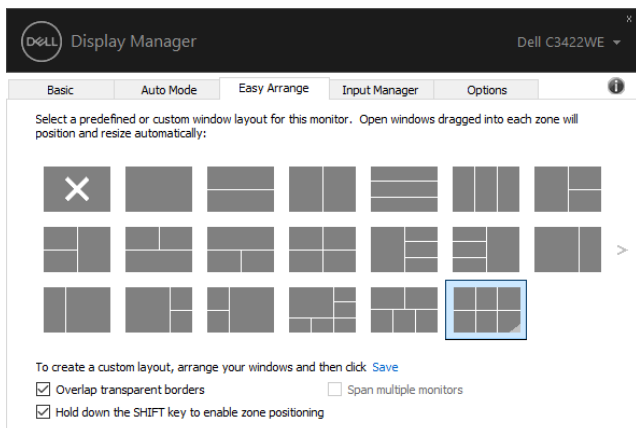 x
DELL Display Manager Dell C3422WE
Basic Auto Mode Easy Arrange Input Manager Options
Select a predefined or custom window layout for this monitor. Open windows dragged into each zone will
position and resize automatically:
>
To create a custom layout, arrange your windows and then click Save
Overlap transparent borders Span multiple monitors
Hold down the SHIFT key to enable zone positioning